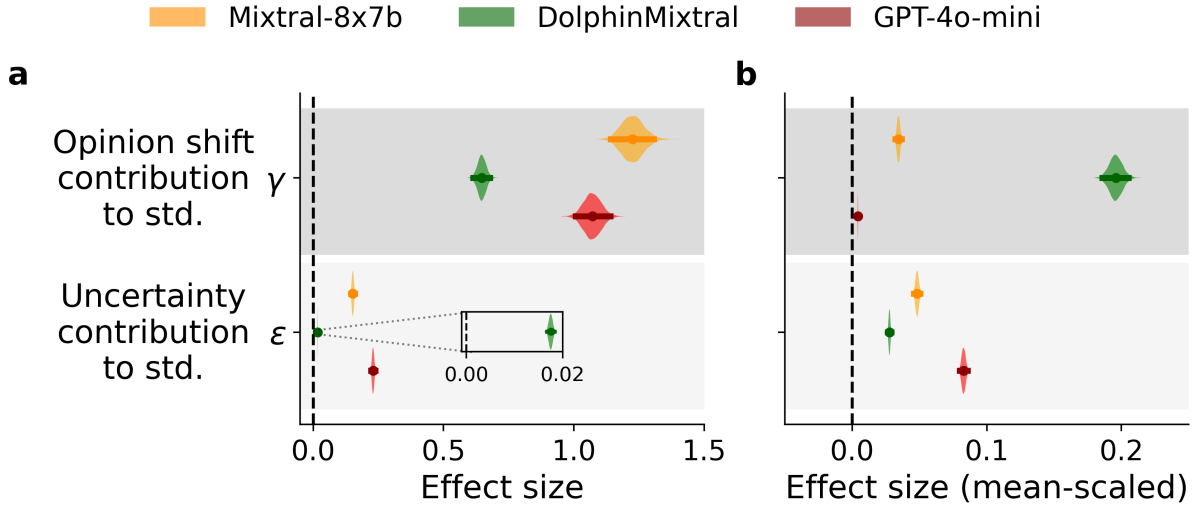 Mixtral-8x7b DolphinMixtral GPT-4o-mini
a b
Opinion shift
contribution γ
to std.
Uncertainty
contribution ε
to std.
0.00 0.02
0.0 0.5 1.0 1.5 0.0 0.1 0.2
Effect size Effect size (mean-scaled)